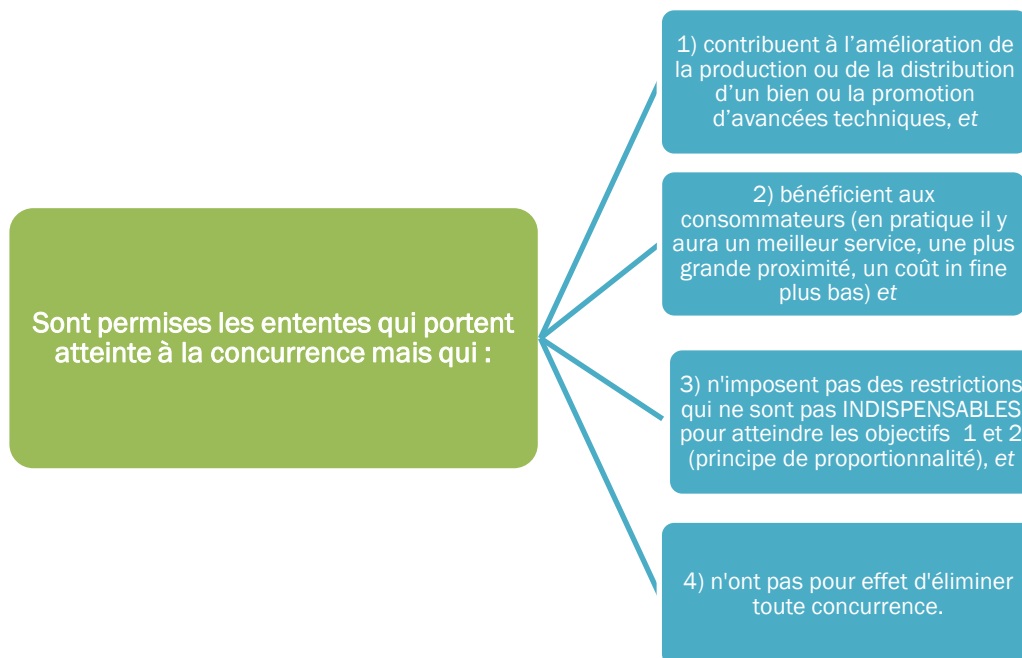 Sont permises les ententes qui portent
atteinte à la concurrence mais qui :
1) contribuent à l’amélioration de
la production ou de la distribution
d’un bien ou la promotion
d’avancées techniques, et
2) bénéficient aux
consommateurs (en pratique il y
aura un meilleur service, une plus
grande proximité, un coût in fine
plus bas) et
3) n'imposent pas des restrictions
qui ne sont pas INDISPENSABLES
pour atteindre les objectifs  1 et 2
(principe de proportionnalité), et
4) n'ont pas pour effet d'éliminer
toute concurrence.